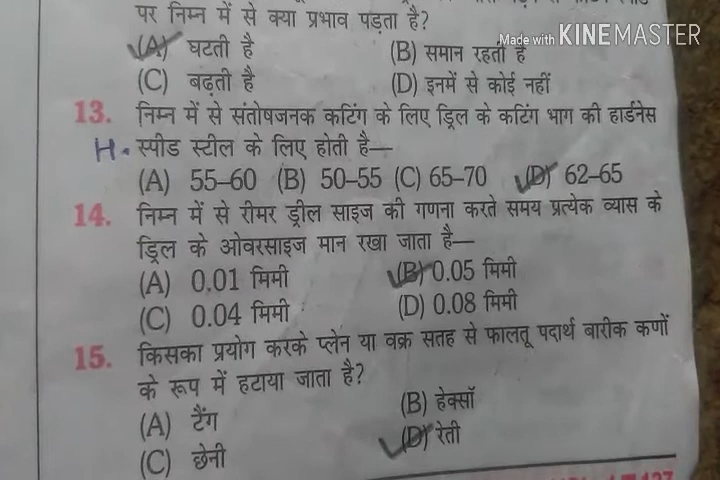 पर निम्न में से क्या प्रभाव पड़ता है?
Made with KINEMASTER
(A) घटती है (B) समान रहती है
(C) बढ़ती है (D) इनमें से कोई नहीं
13. निम्न में से संतोषजनक कटिंग के लिए ड्रिल के कटिंग भाग की हार्डनेस
H. स्पीड स्टील के लिए होती है—
(A) 55–60 (B) 50–55 (C) 65–70 (D) 62–65
14. निम्न में से रीमर ड्रील साइज की गणना करते समय प्रत्येक व्यास के
ड्रिल के ओवरसाइज मान रखा जाता है—
(A) 0.01 मिमी (B) 0.05 मिमी
(C) 0.04 मिमी (D) 0.08 मिमी
15. किसका प्रयोग करके प्लेन या वक्र सतह से फालतू पदार्थ बारीक कणों
के रूप में हटाया जाता है?
(A) टैंग (B) हेक्सॉ
(C) छेनी (D) रेती